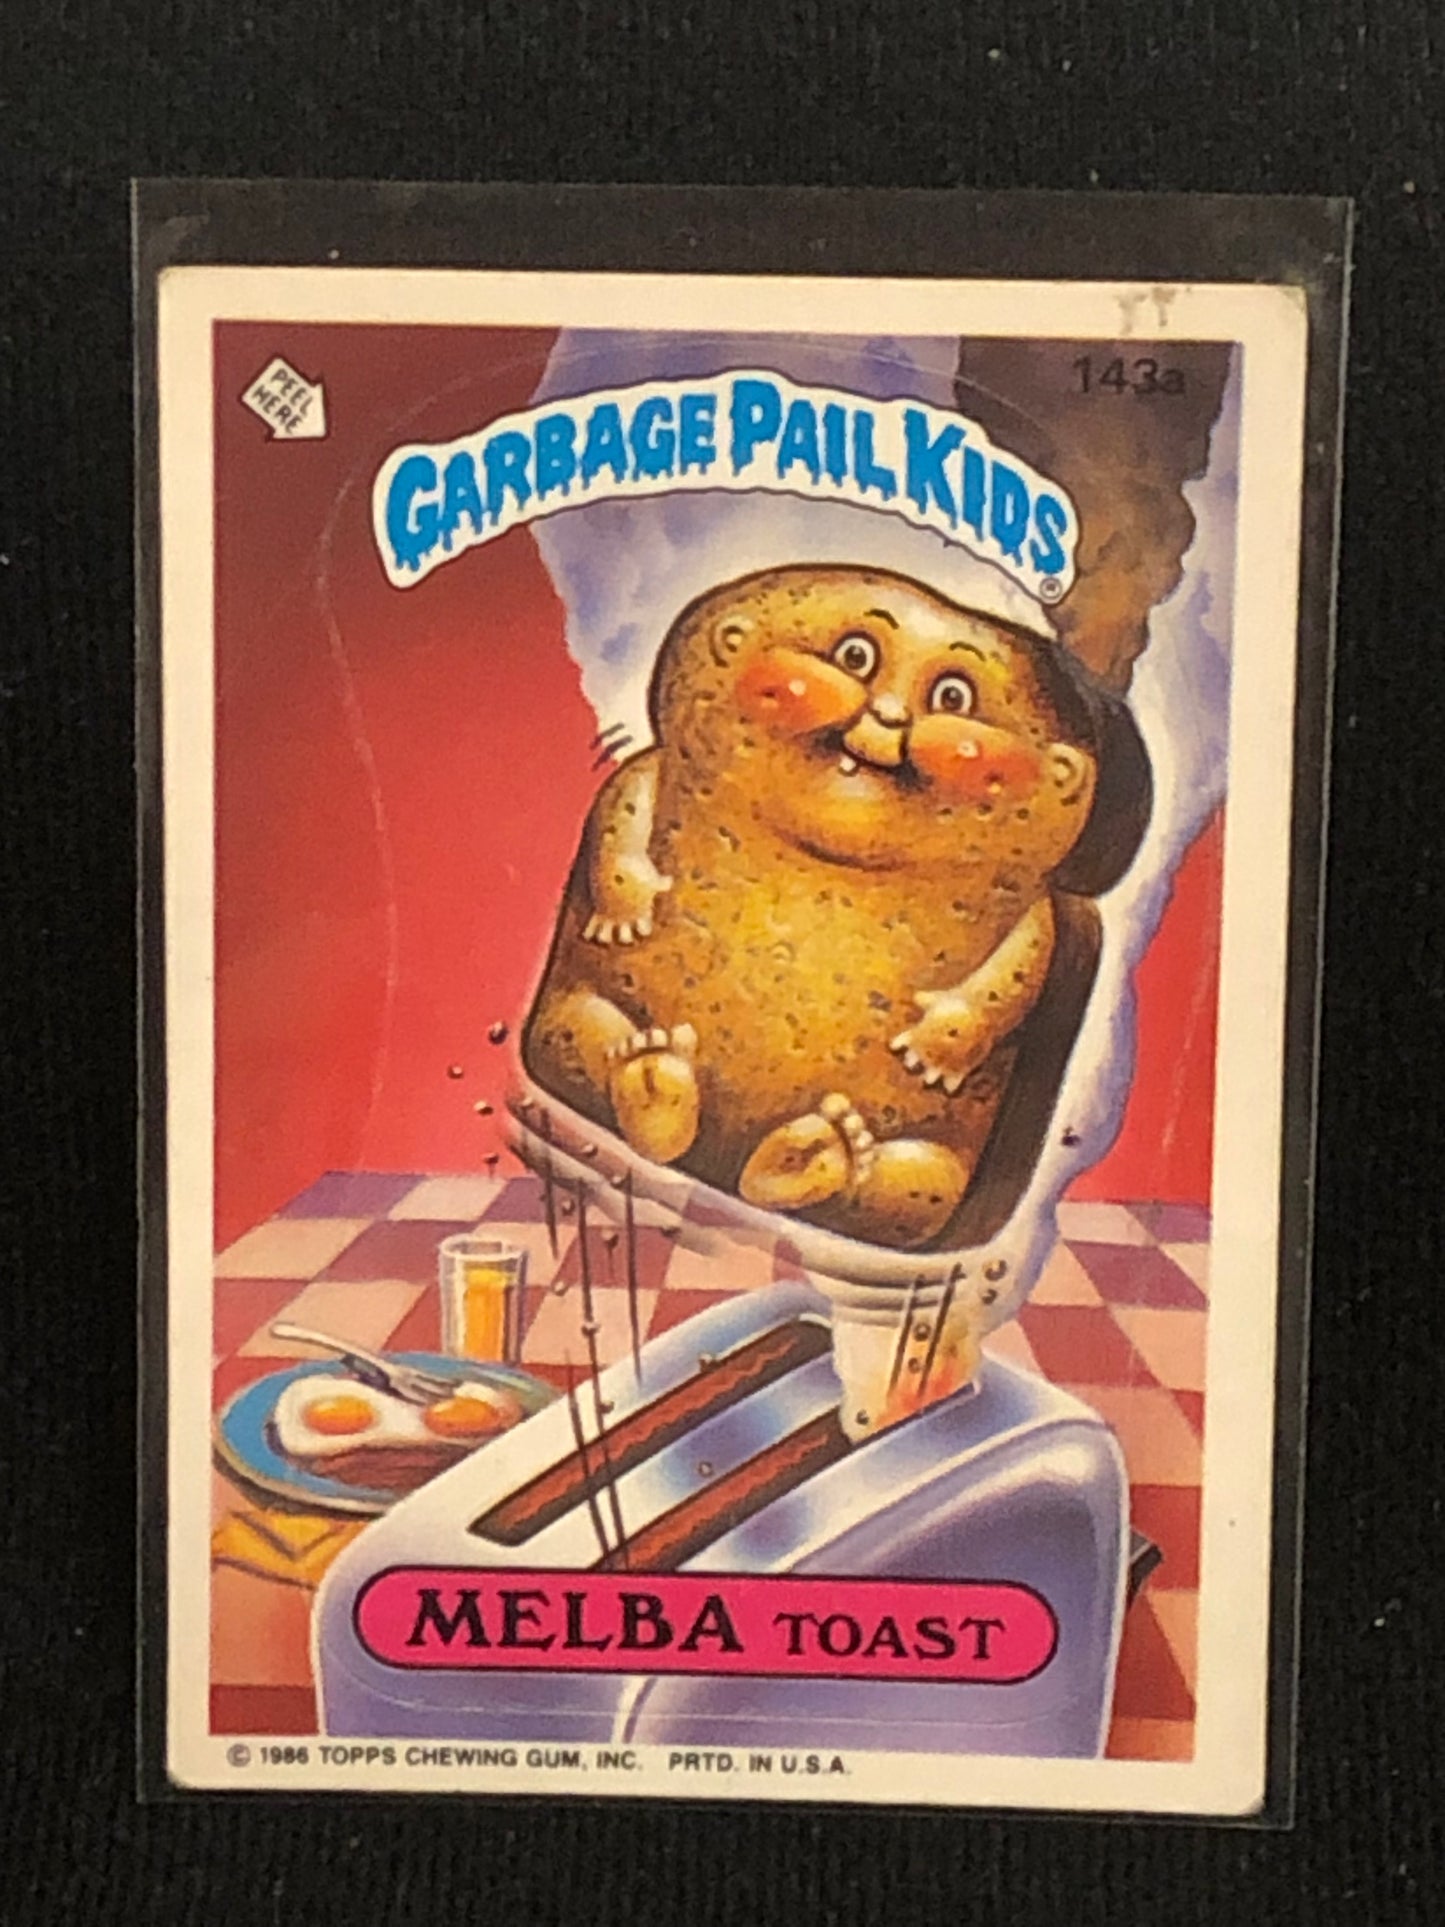 PEEL
HERE
143a
GARBAGE PAIL KIDS
®
MELBA TOAST
© 1986 TOPPS CHEWING GUM, INC. PRTD. IN U.S.A.